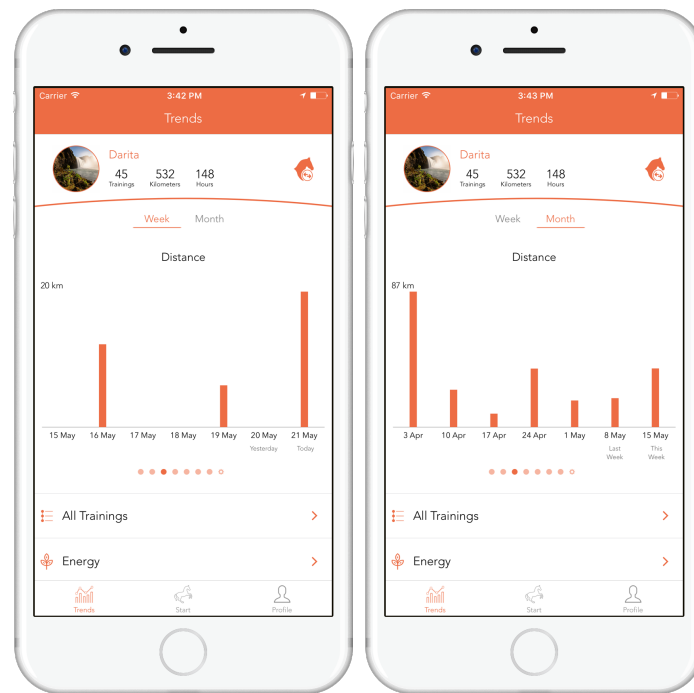 Carrier 3:42 PM
Trends
Darita
45 532 148
Trainings Kilometers Hours
Week Month
Distance
20 km
15 May 16 May 17 May 18 May 19 May 20 May 21 May
Yesterday Today
All Trainings
Energy
Trends Start Profile
Carrier 3:43 PM
Trends
Darita
45 532 148
Trainings Kilometers Hours
Week Month
Distance
87 km
3 Apr 10 Apr 17 Apr 24 Apr 1 May 8 May 15 May
Last This
Week Week
All Trainings
Energy
Trends Start Profile